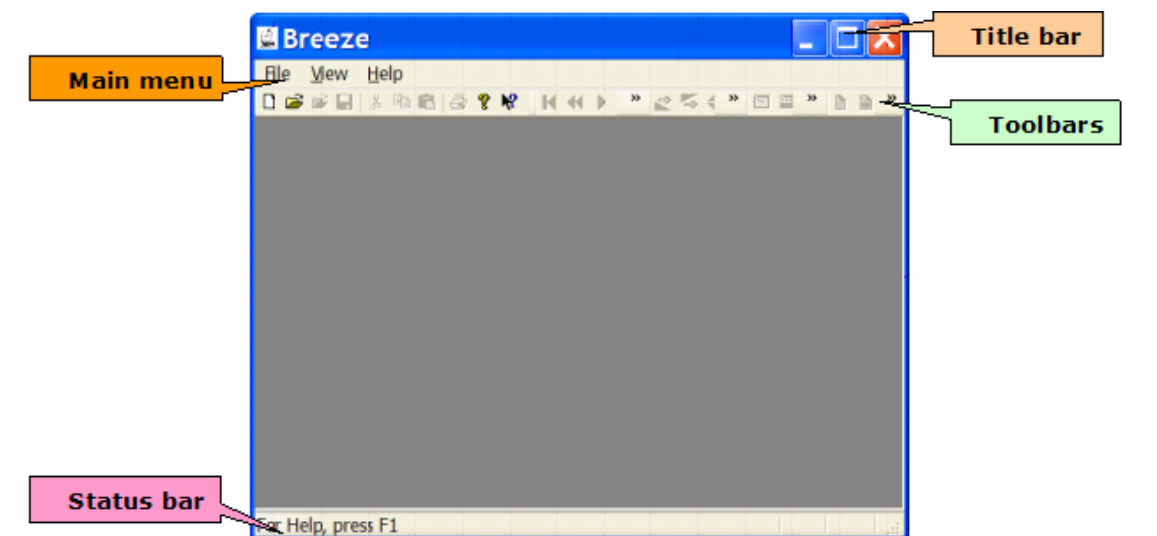 Breeze
Title bar
Main menu
File View Help
Toolbars
Status bar
For Help, press F1